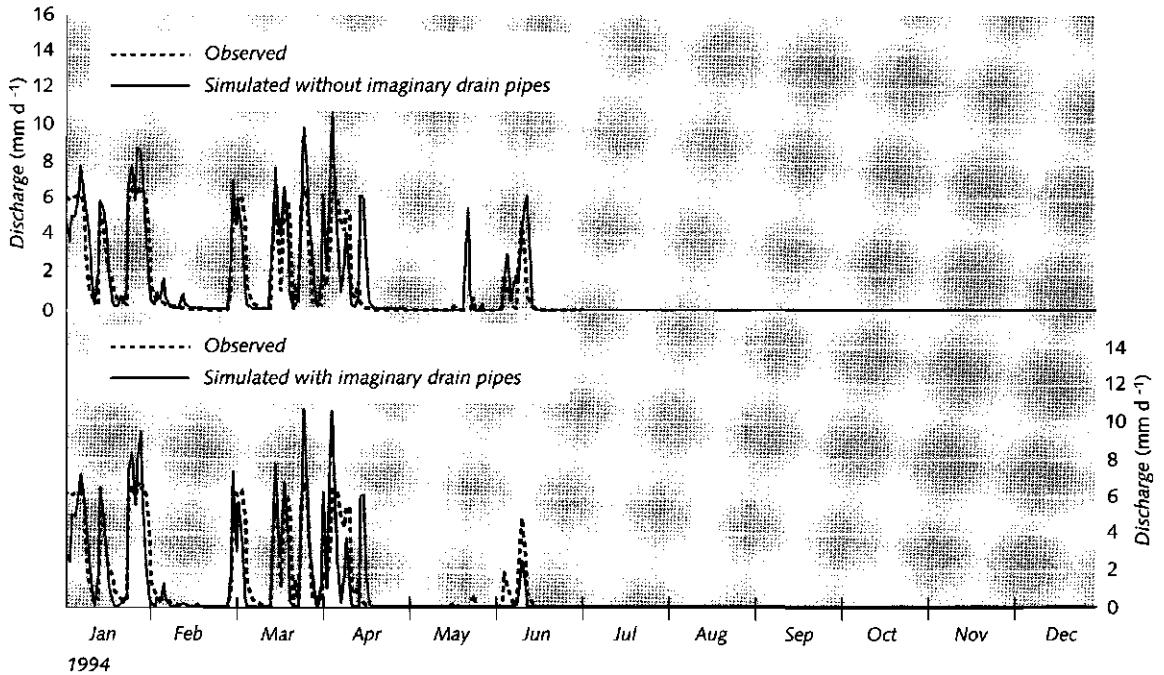 16
14
12
10
8
6
4
2
0
Discharge (mm d -1)
Observed
Simulated without imaginary drain pipes
Observed
Simulated with imaginary drain pipes
14
12
10
8
6
4
2
0
Discharge (mm d -1)
Jan Feb Mar Apr May Jun Jul Aug Sep Oct Nov Dec
1994